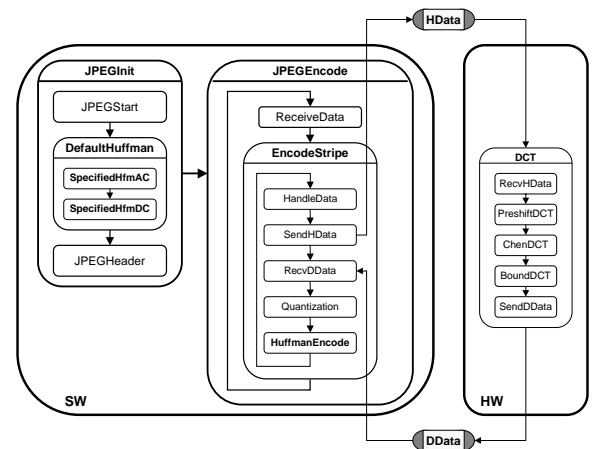 HData
JPEGInit
JPEGStart
DefaultHuffman
SpecifiedHfmAC
SpecifiedHfmDC
JPEGHeader
JPEGEncode
ReceiveData
EncodeStripe
HandleData
SendHData
RecvDData
Quantization
HuffmanEncode
SW
DCT
RecvHData
PreshiftDCT
ChenDCT
BoundDCT
SendDData
HW
DData